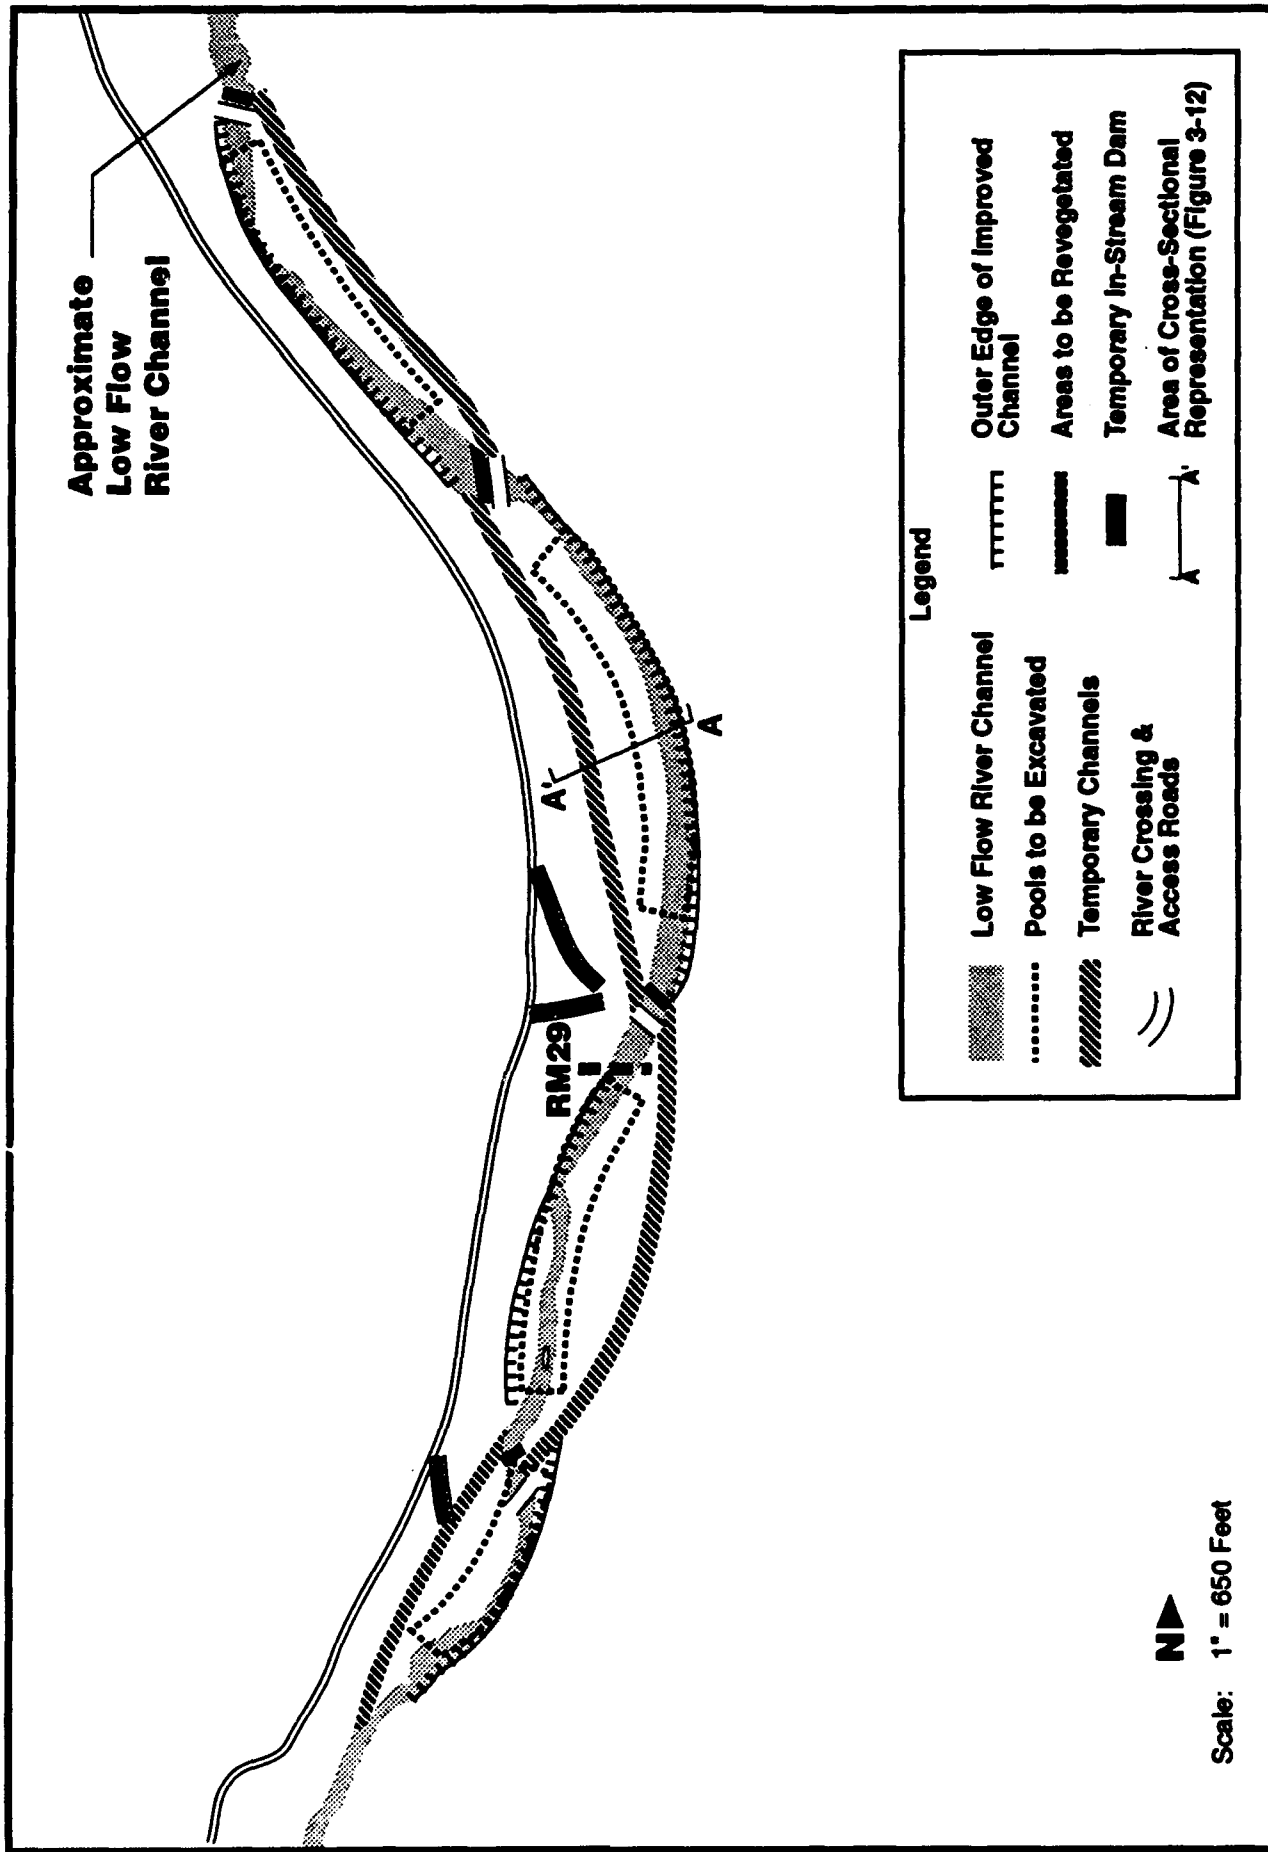 Approximate
Low Flow
River Channel
A'
A
RM29
Legend
Low Flow River Channel
Pools to be Excavated
Temporary Channels
River Crossing &
Access Roads
Outer Edge of Improved
Channel
Areas to be Revegetated
Temporary In-Stream Dam
A
A'
Area of Cross-Sectional
Representation (Figure 3-12)
N
Scale: 1" = 650 Feet